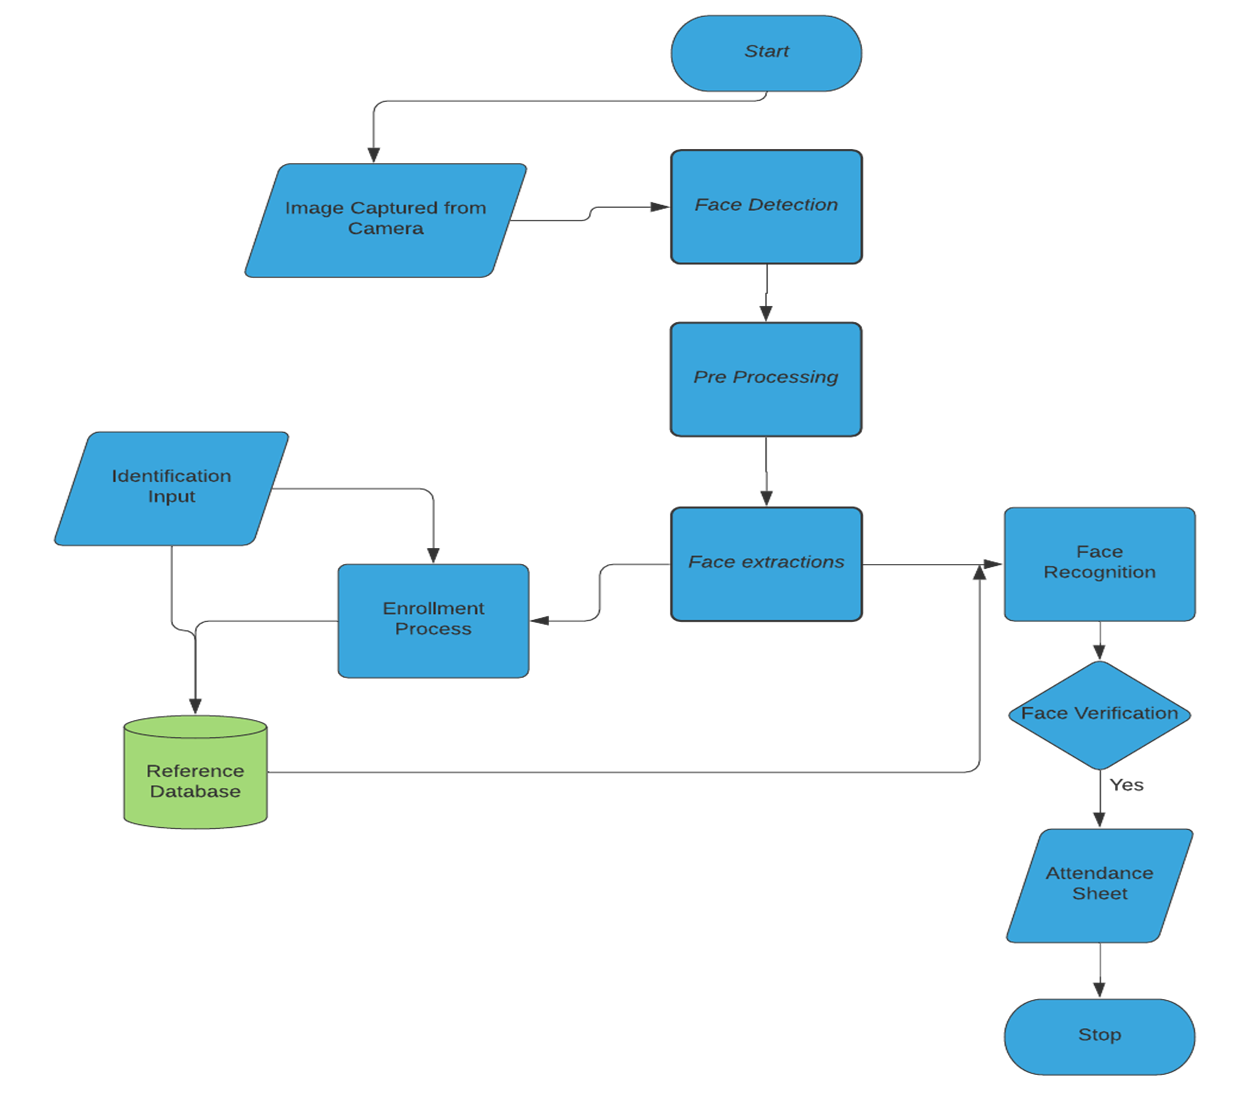 Start
Image Captured from
Camera
Face Detection
Pre Processing
Identification
Input
Enrollment
Process
Face extractions
Face
Recognition
Face Verification
Yes
Reference
Database
Attendance
Sheet
Stop